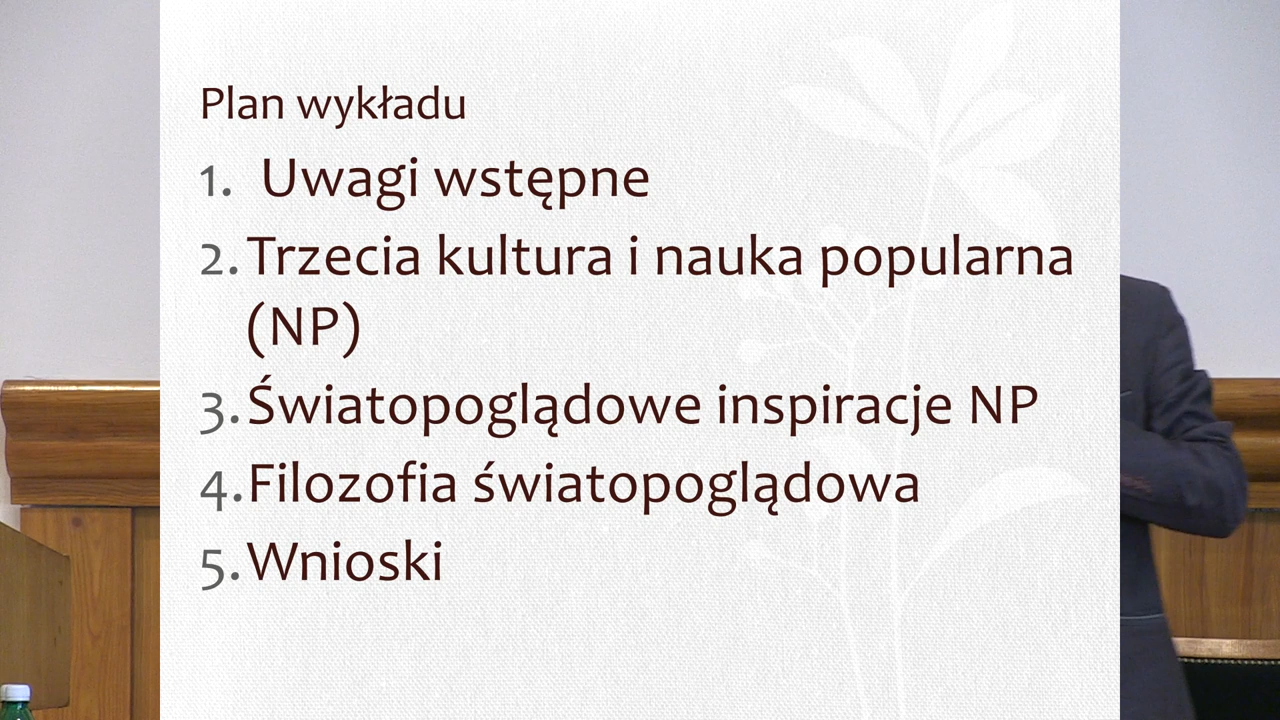 Plan wykładu
1. Uwagi wstępne
2. Trzecia kultura i nauka popularna
(NP)
3. Światopoglądowe inspiracje NP
4. Filozofia światopoglądowa
5. Wnioski